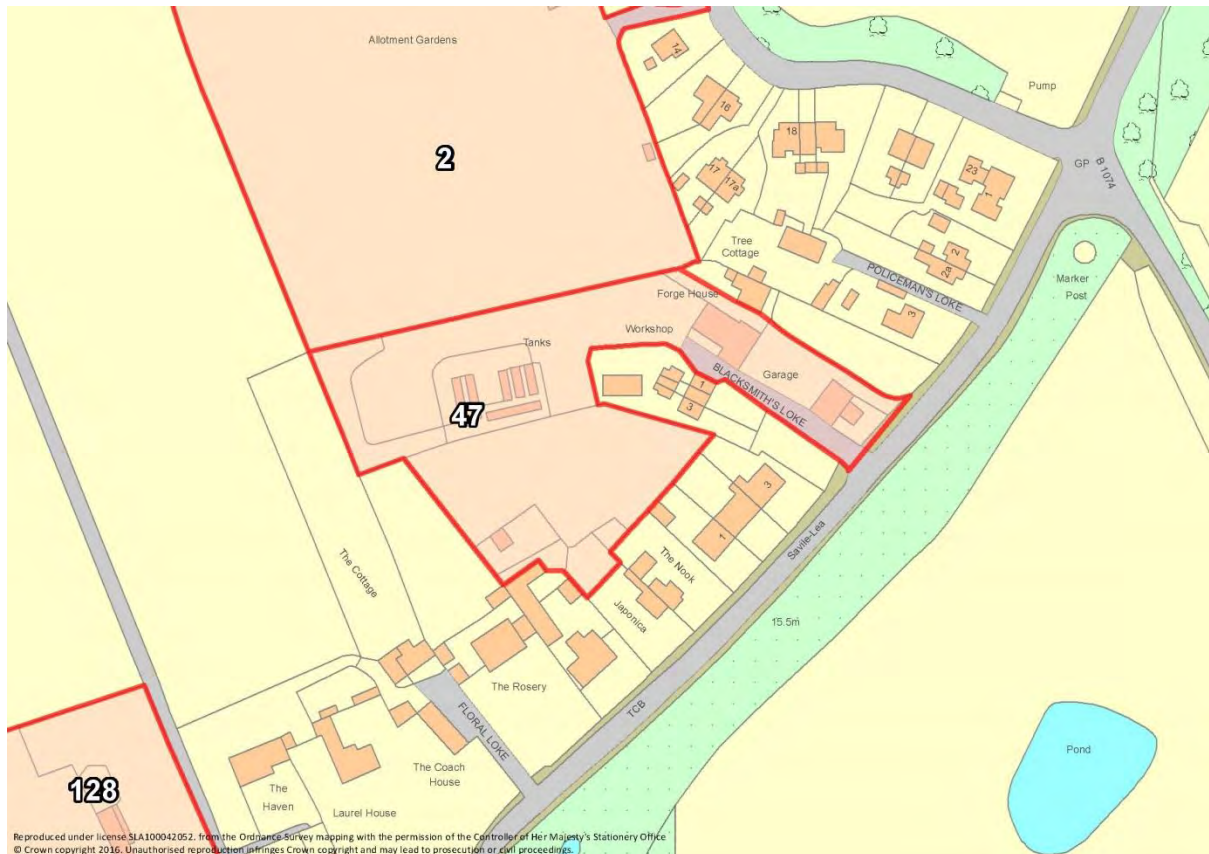 Allotment Gardens
14
Pump
16
18
2
GP
B 1074
17
17a
23
1
Tree
Cottage
2
2a
POLICEMAN'S LOKE
Marker
Post
Forge House
3
Workshop
Tanks
Garage
BLACKSMITH'S LOKE
1
3
47
3
1
Savile-Lea
The Nook
The Cottage
Japonica
15.5m
The Rosery
TCB
FLORAL LOKE
Pond
The Coach
House
128
The
Haven
Laurel House
Reproduced under license SLA100042052. from the Ordnance Survey mapping with the permission of the Controller of Her Majesty's Stationery Office
© Crown copyright 2016. Unauthorised reproduction infringes Crown copyright and may lead to prosecution or civil proceedings.